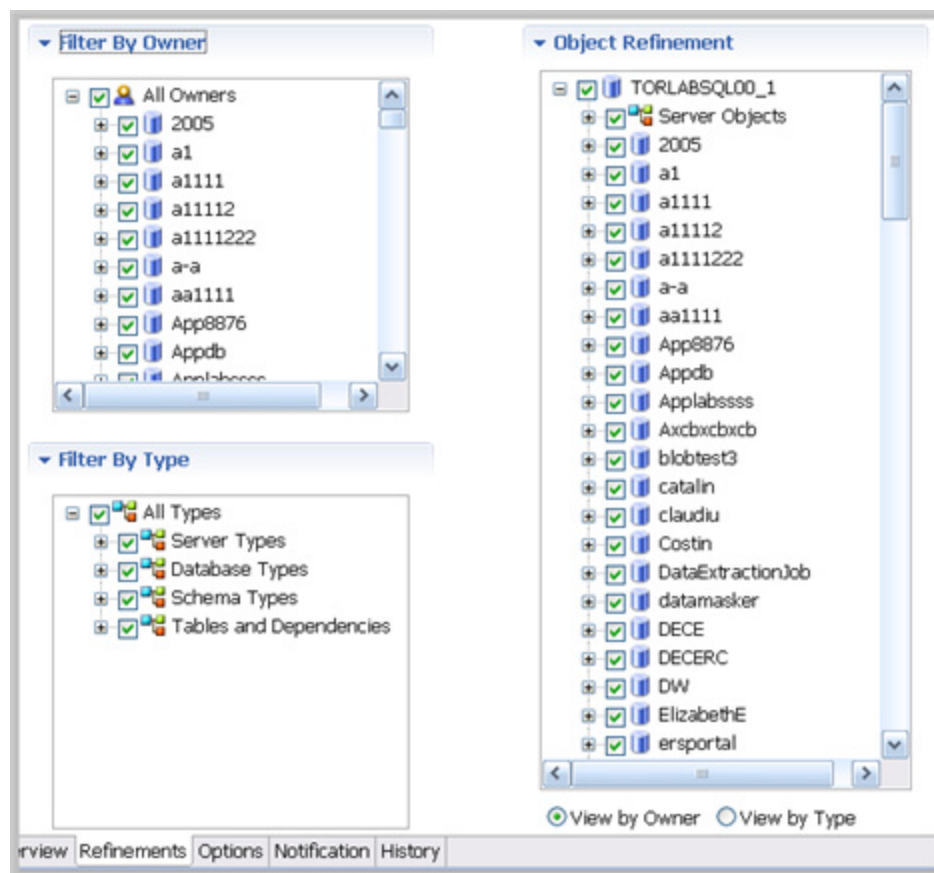 Filter By Owner
All Owners
2005
a1
a1111
a11112
a1111222
a-a
aa1111
App8876
Appdb
Applabssss
Filter By Type
All Types
Server Types
Database Types
Schema Types
Tables and Dependencies
Object Refinement
TORLABSQL00_1
Server Objects
2005
a1
a1111
a11112
a1111222
a-a
aa1111
App8876
Appdb
Applabssss
Axcbxcbxcb
blobtest3
catalin
claudiu
Costin
DataExtractionJob
datamasker
DECE
DECERC
DW
ElizabethE
ersportal
View by Owner View by Type
rview Refinements Options Notification History